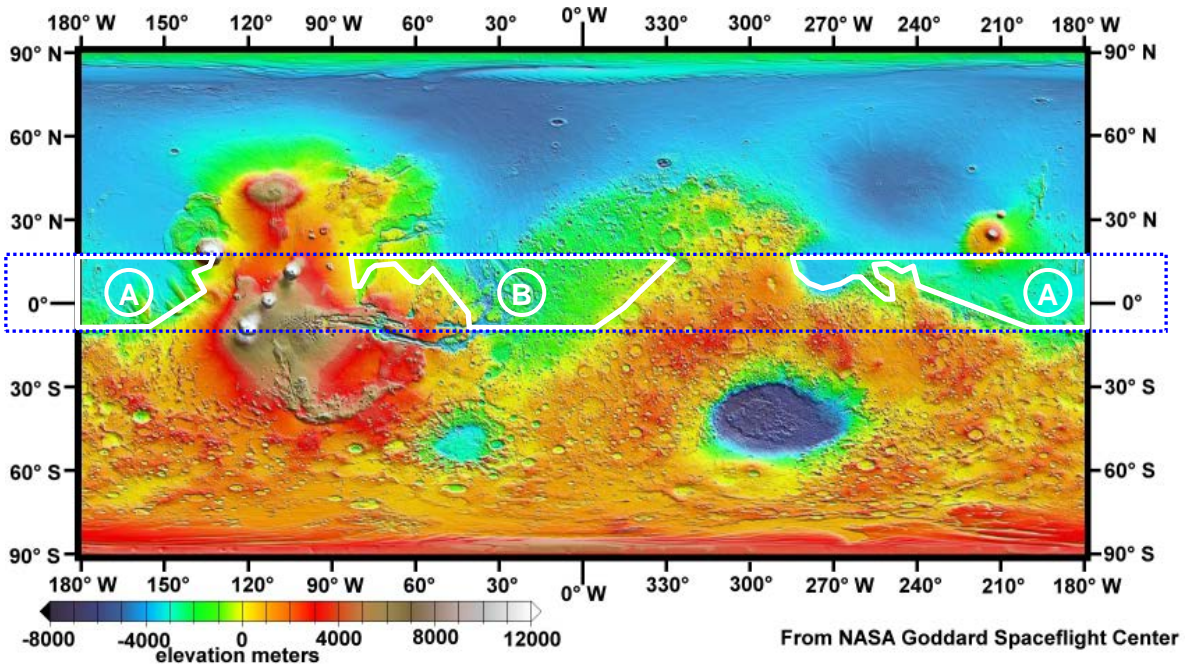 180° W 150° 120° 90° W 60° 30° 0° W 330° 300° W 270° W 240° 210° 180° W
90° N 90° N
60° N 60° N
30° N 30° N
A B A
0° 0°
30° S 30° S
60° S 60° S
90° S 90° S
180° W 150° 120° 90° W 60° 30° 0° W 330° 300° W 270° W 240° 210° 180° W
-8000 -4000 0 4000 8000 12000
elevation meters
From NASA Goddard Spaceflight Center